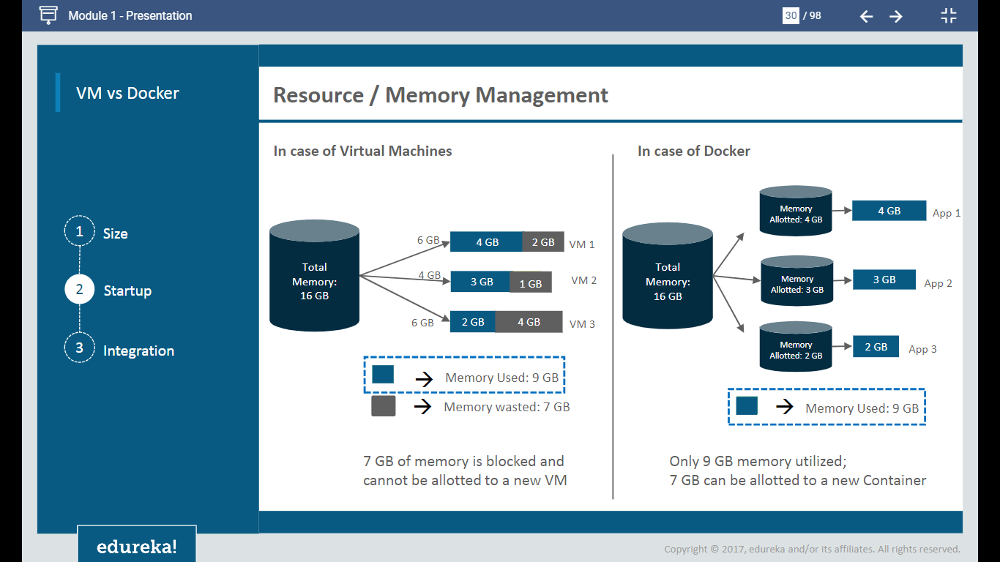 Module 1 - Presentation
30 / 98
VM vs Docker
1 Size
2 Startup
3 Integration
edureka!
Resource / Memory Management
In case of Virtual Machines
Total
Memory:
16 GB
6 GB
4 GB 2 GB VM 1
4 GB
3 GB 1 GB VM 2
6 GB
2 GB 4 GB VM 3
Memory Used: 9 GB
Memory wasted: 7 GB
7 GB of memory is blocked and
cannot be allotted to a new VM
In case of Docker
Total
Memory:
16 GB
Memory
Allotted: 4 GB
4 GB App 1
Memory
Allotted: 3 GB
3 GB App 2
Memory
Allotted: 2 GB
2 GB App 3
Memory Used: 9 GB
Only 9 GB memory utilized;
7 GB can be allotted to a new Container
Copyright © 2017, edureka and/or its affiliates. All rights reserved.